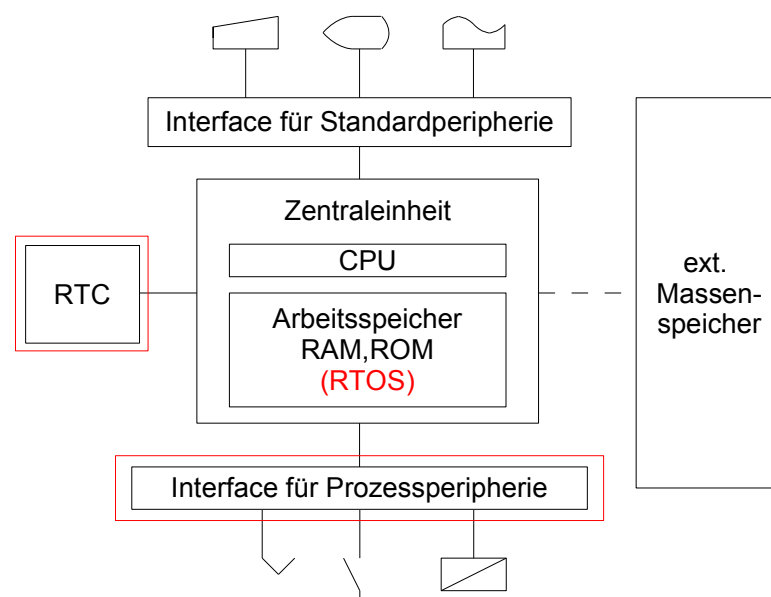 Interface für Standardperipherie
Zentraleinheit
CPU
RTC
Arbeitsspeicher
RAM,ROM
(RTOS)
ext.
Massen-
speicher
Interface für Prozessperipherie